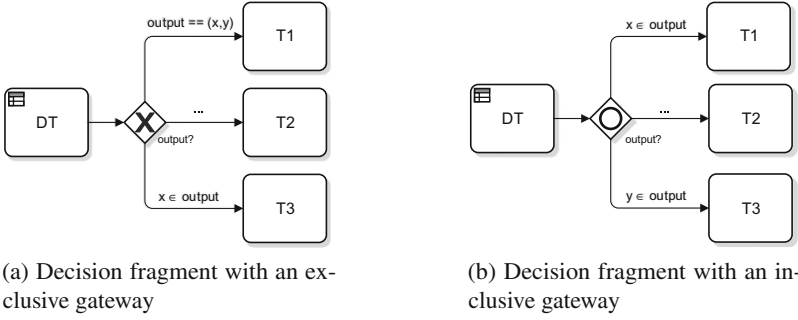 output == (x,y)
T1
DT
...
T2
output?
x ∈ output
T3
(a) Decision fragment with an ex-
clusive gateway
x ∈ output
T1
DT
...
T2
output?
y ∈ output
T3
(b) Decision fragment with an in-
clusive gateway